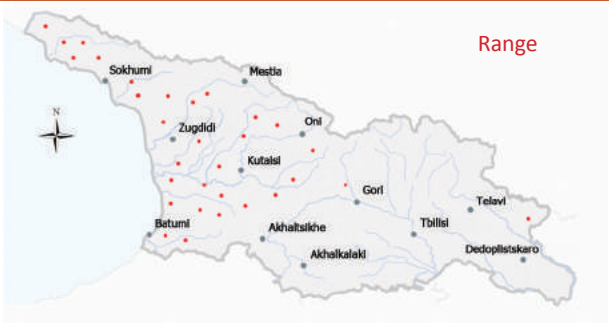 Range
Sokhumi
Mestia
N
Zugdidi
Oni
Kutaisi
Gori
Telavi
Batumi
Akhaltsikhe
Tbilisi
Akhalkalaki
Dedoplistskaro